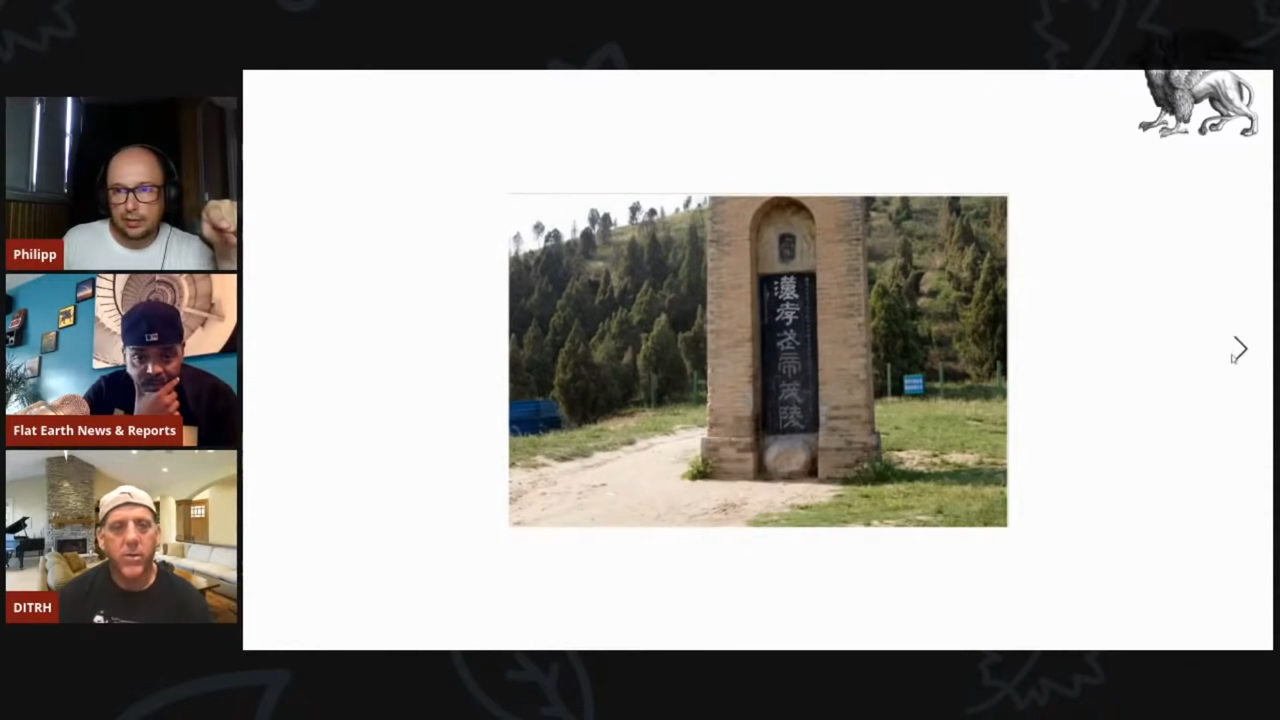 Philipp
Flat Earth News & Reports
DITRH
漢孝武帝茂陵